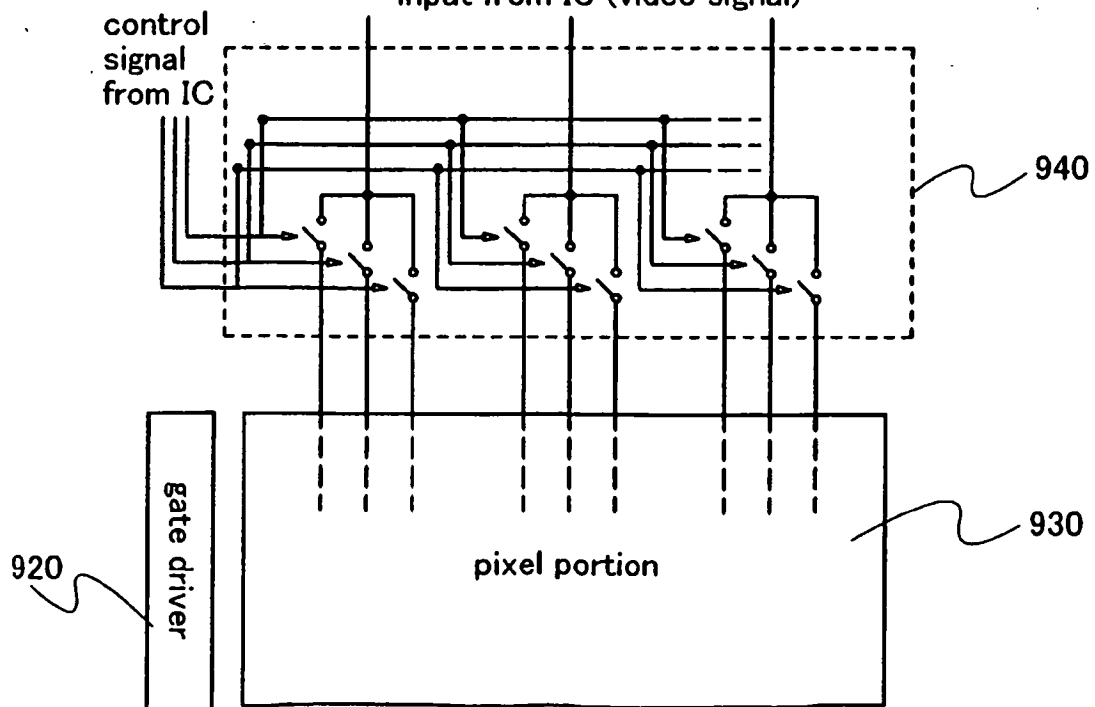 input from IC (video signal)
control
signal
from IC
940
gate driver
920
pixel portion
930